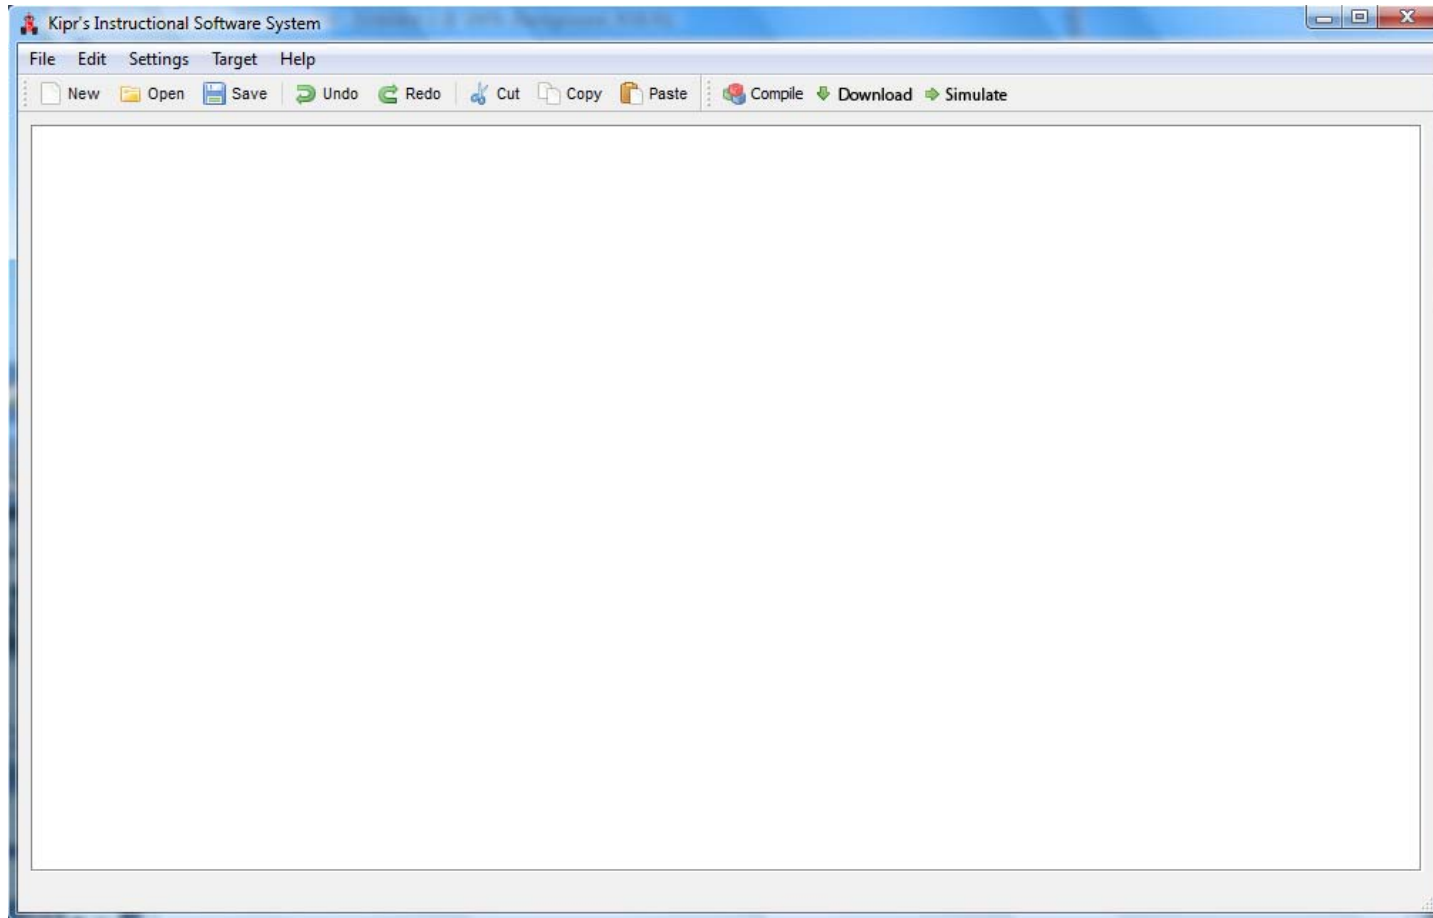 Kipr's Instructional Software System
File Edit Settings Target Help
New Open Save Undo Redo Cut Copy Paste Compile Download Simulate